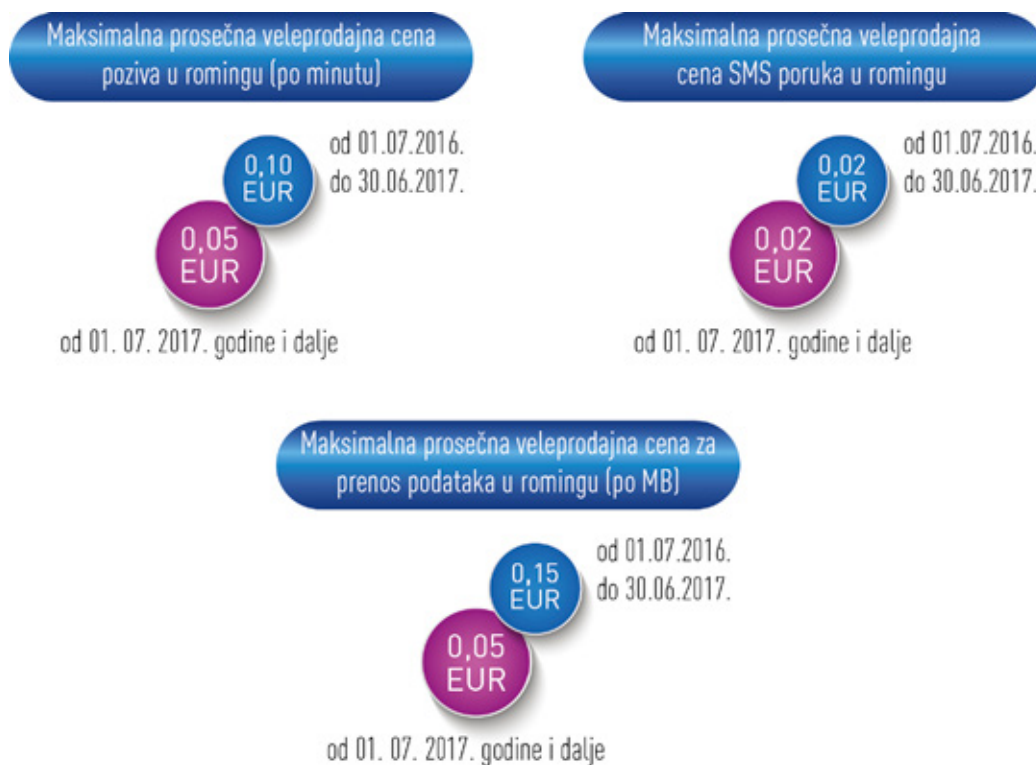 Maksimalna prosečna veleprodajna cena
poziva u romingu (po minutu)
0,10
EUR
od 01.07.2016.
do 30.06.2017.
0,05
EUR
od 01. 07. 2017. godine i dalje
Maksimalna prosečna veleprodajna
cena SMS poruka u romingu
0,02
EUR
od 01.07.2016.
do 30.06.2017.
0,02
EUR
od 01. 07. 2017. godine i dalje
Maksimalna prosečna veleprodajna cena za
prenos podataka u romingu (po MB)
0,15
EUR
od 01.07.2016.
do 30.06.2017.
0,05
EUR
od 01. 07. 2017. godine i dalje